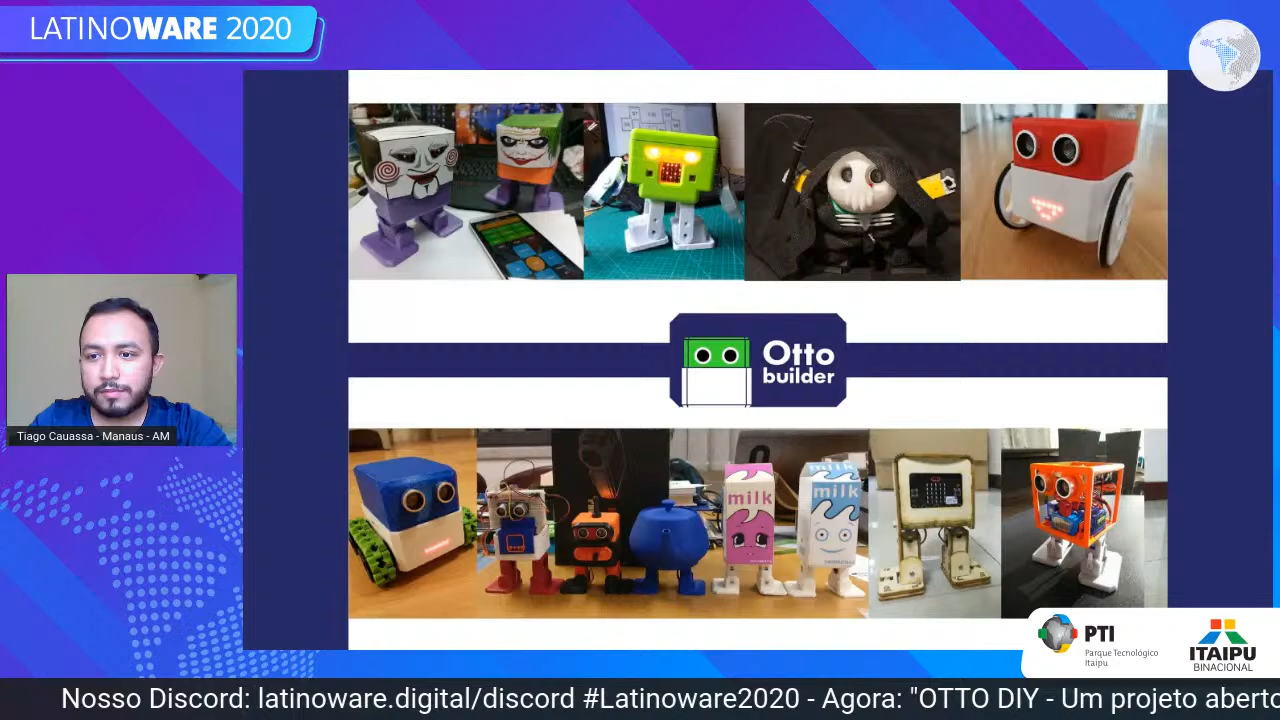 LATINOWARE 2020
Otto
builder
milk
milk
milk
Tiago Cauassa - Manaus - AM
PTI
Parque Tecnológico
Itaipu
ITAIPU
BINACIONAL
Nosso Discord: latinoware.digital/discord #Latinoware2020 - Agora: "OTTO DIY - Um projeto aberto